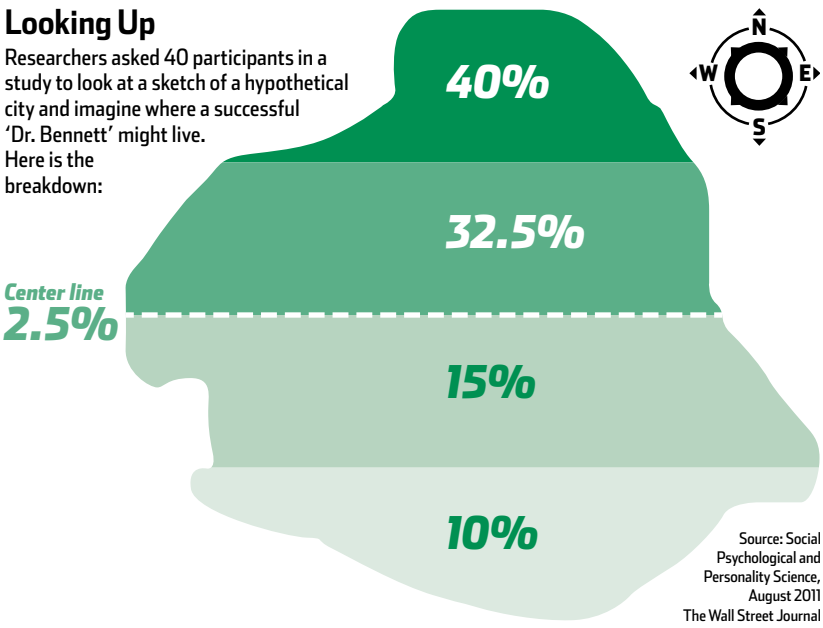 Looking Up
Researchers asked 40 participants in a
study to look at a sketch of a hypothetical
city and imagine where a successful
‘Dr. Bennett’ might live.
Here is the
breakdown:
N
W
E
S
40%
32.5%
Center line
2.5%
15%
10%
Source: Social
Psychological and
Personality Science,
August 2011
The Wall Street Journal